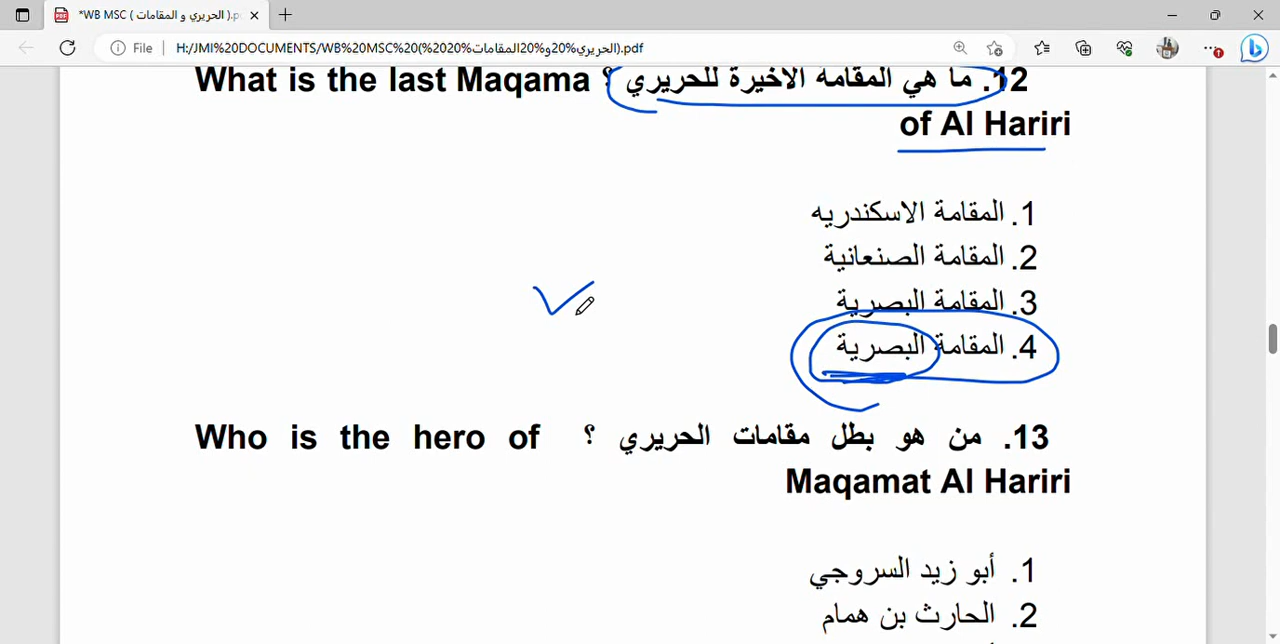 *WB MSC ( الحريري و المقامات ).p
File
H:/JMI%20DOCUMENTS/WB%20MSC%20(%2020%الحريري%20و%20المقامات).pdf
12. ما هي المقامه الاخيرة للحريري ؟ What is the last Maqama
of Al Hariri
1. المقامة الاسكندريه
2. المقامة الصنعانية
3. المقامة البصرية
4. المقامة البصرية
13. من هو بطل مقامات الحريري ؟ Who is the hero of
Maqamat Al Hariri
1. أبو زيد السروجي
2. الحارث بن همام